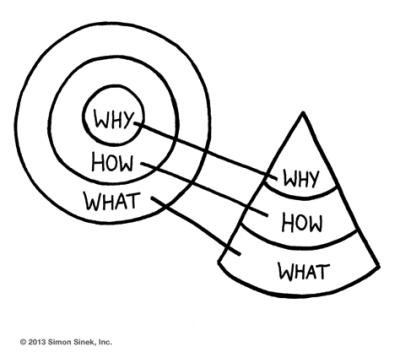 WHY
HOW
WHAT
WHY
HOW
WHAT
© 2013 Simon Sinek, Inc.